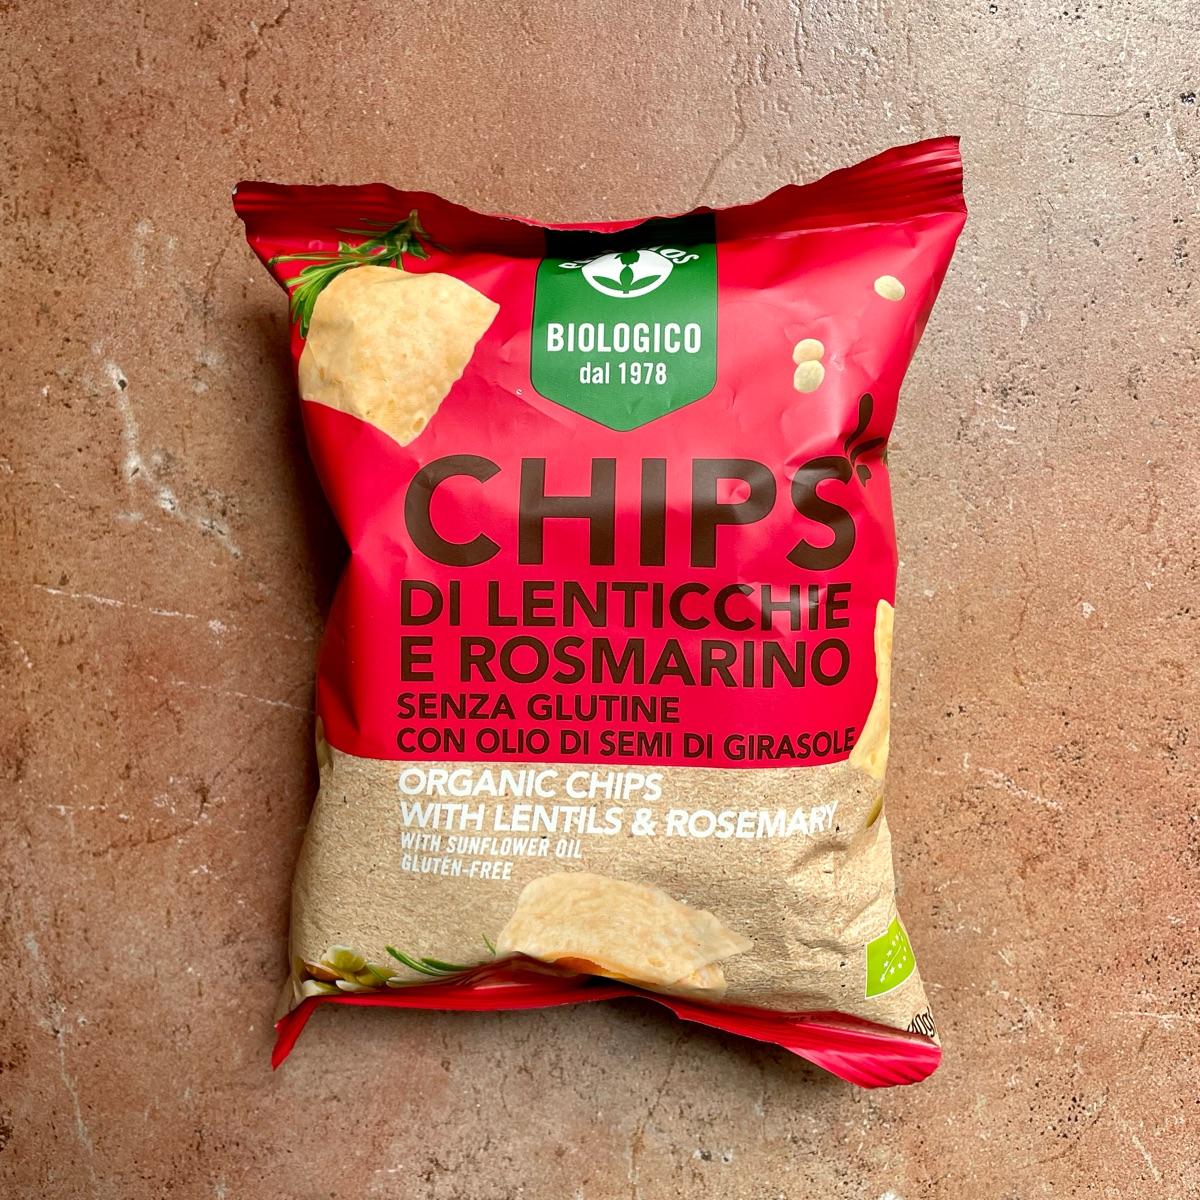 BIOLOGICO
dal 1978
CHIPS
DI LENTICCHIE
E ROSMARINO
SENZA GLUTINE
CON OLIO DI SEMI DI GIRASOLE
ORGANIC CHIPS
WITH LENTILS & ROSEMARY
WITH SUNFLOWER OIL
GLUTEN-FREE